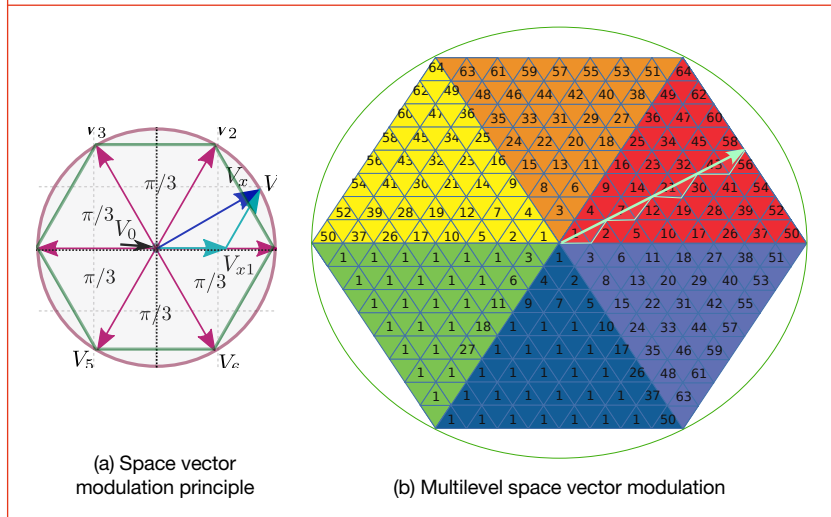 V3
V2
V
Vx
π/3
π/3
V0
Vx1
π/3
π/3
π/3
V5
V6
64 63 61 59 57 55 53 51 64
62 49 48 46 44 42 40 38 49 62
47 36 35 33 31 29 27 36 47 60
58 45 34 25 24 22 20 18 25 34 45 58
56 43 32 23 16 15 13 11 16 23 32 43 56
54 41 30 21 14 9 8 6 9 14 21 30 41 54
52 39 28 19 12 7 4 3 4 7 12 19 28 39 52
50 37 26 17 10 5 2 1 1 2 5 10 17 26 37 50
1 1 1 1 1 1 3 1 3 6 11 18 27 38 51
1 1 1 1 1 6 4 2 8 13 20 29 40 53
1 1 1 1 11 9 7 5 15 22 31 42 55
1 1 1 18 1 1 1 10 24 33 44 57
1 1 27 1 1 1 1 17 35 46 59
1 1 1 1 1 1 26 48 61
1 1 1 1 1 1 37 63
1 1 1 1 1 1 1 50
(a) Space vector
modulation principle
(b) Multilevel space vector modulation